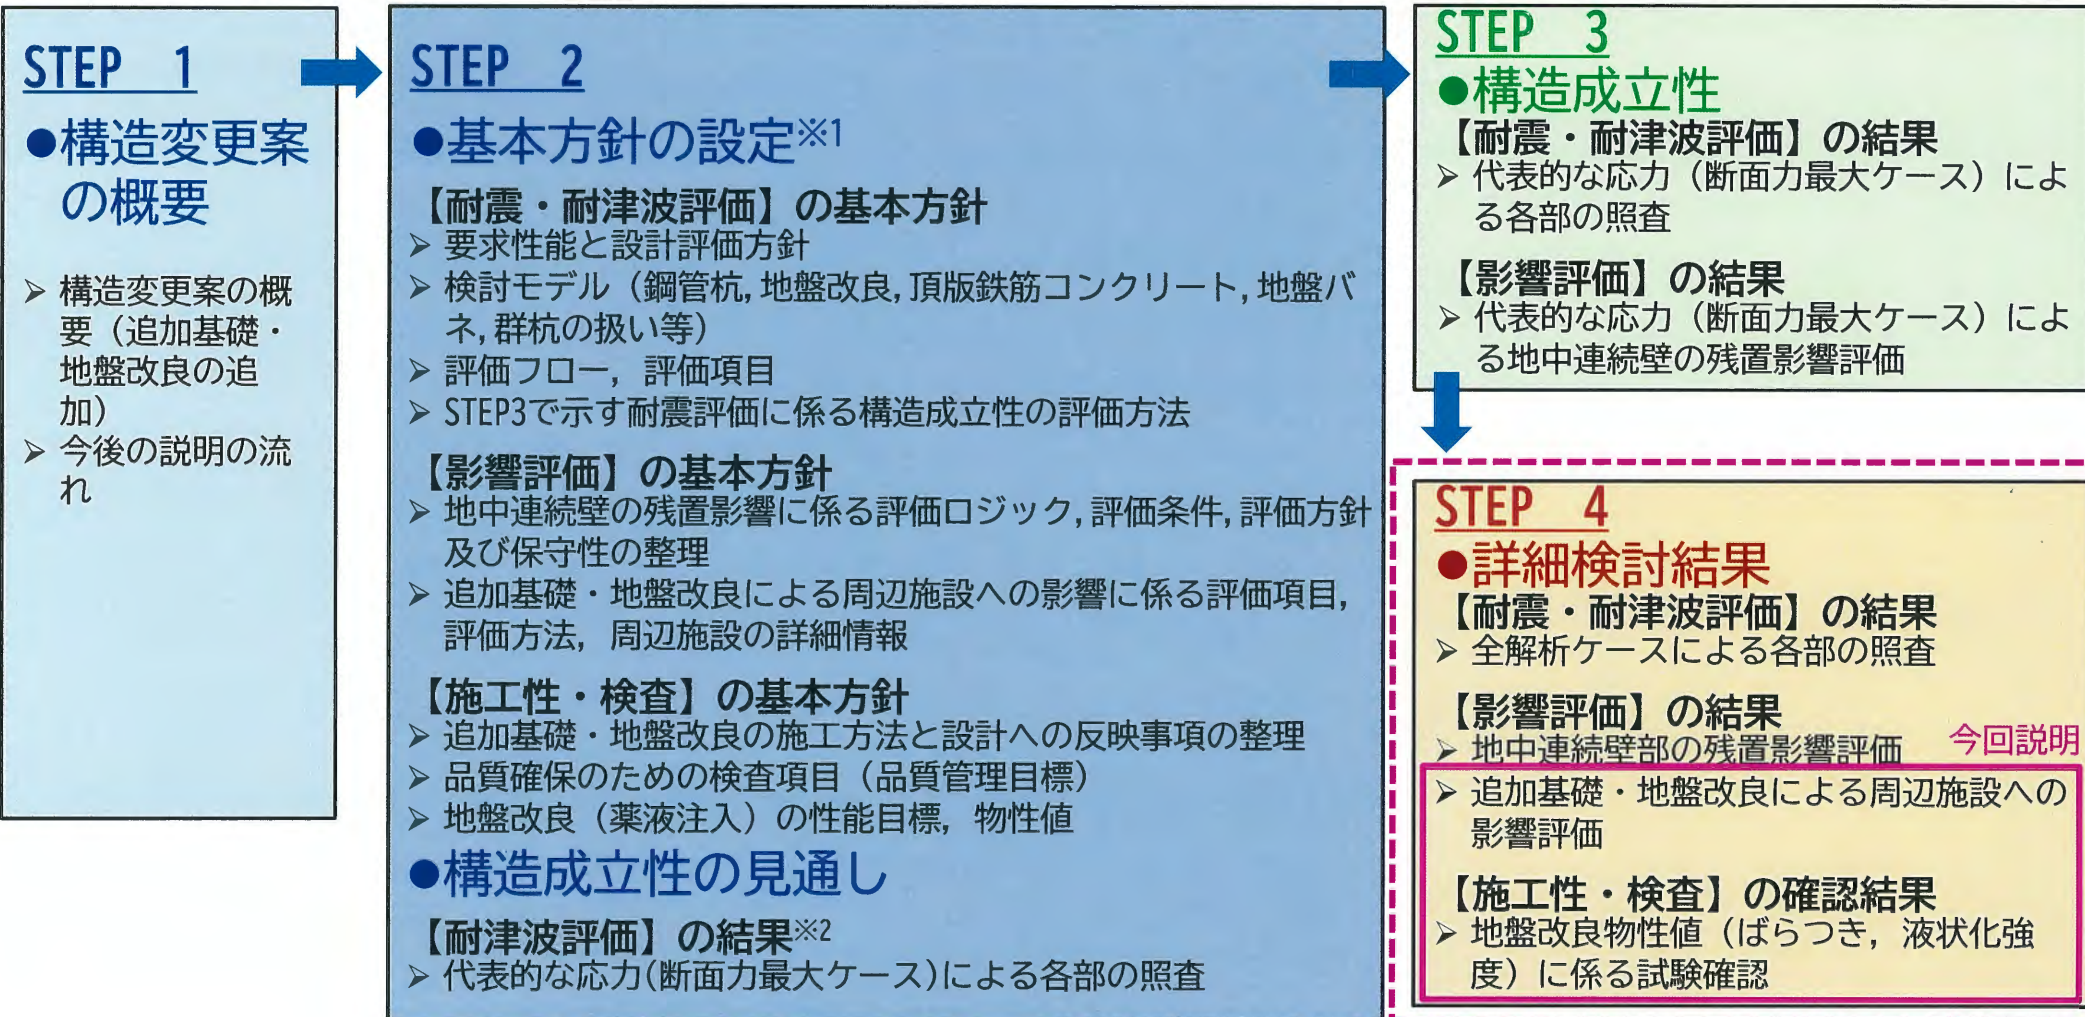 STEP 1
●構造変更案
の概要
➢ 構造変更案の概
要（追加基礎・
地盤改良の追
加）
➢ 今後の説明の流
れ
STEP 2
●基本方針の設定※1
【耐震・耐津波評価】の基本方針
➢ 要求性能と設計評価方針
➢ 検討モデル（鋼管杭, 地盤改良, 頂版鉄筋コンクリート, 地盤バ
ネ, 群杭の扱い等）
➢ 評価フロー, 評価項目
➢ STEP3で示す耐震評価に係る構造成立性の評価方法
【影響評価】の基本方針
➢ 地中連続壁の残置影響に係る評価ロジック, 評価条件, 評価方針
及び保守性の整理
➢ 追加基礎・地盤改良による周辺施設への影響に係る評価項目,
評価方法, 周辺施設の詳細情報
【施工性・検査】の基本方針
➢ 追加基礎・地盤改良の施工方法と設計への反映事項の整理
➢ 品質確保のための検査項目（品質管理目標）
➢ 地盤改良（薬液注入）の性能目標, 物性値
●構造成立性の見通し
【耐津波評価】の結果※2
➢ 代表的な応力(断面力最大ケース)による各部の照査
STEP 3
●構造成立性
【耐震・耐津波評価】の結果
➢ 代表的な応力（断面力最大ケース）によ
る各部の照査
【影響評価】の結果
➢ 代表的な応力（断面力最大ケース）によ
る地中連続壁の残置影響評価
STEP 4
●詳細検討結果
【耐震・耐津波評価】の結果
➢ 全解析ケースによる各部の照査
【影響評価】の結果
➢ 地中連続壁部の残置影響評価
今回説明
➢ 追加基礎・地盤改良による周辺施設への
影響評価
【施工性・検査】の確認結果
➢ 地盤改良物性値（ばらつき, 液状化強
度）に係る試験確認